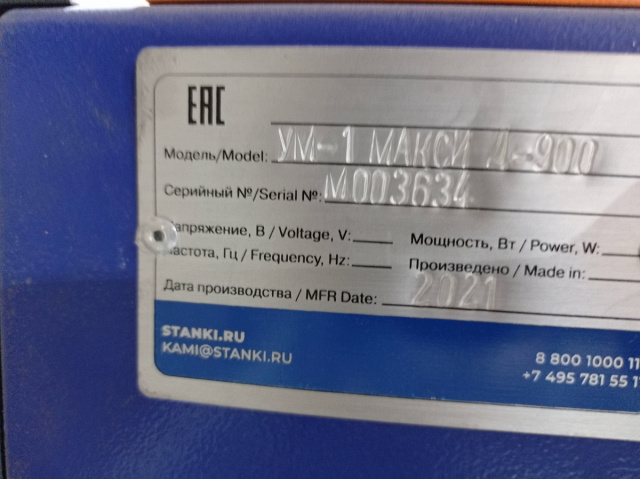 EAC
Модель/Model: УМ-1 МАКСИ Д-900
Серийный №/Serial №: М003634
Напряжение, В / Voltage, V: Мощность, Вт / Power, W:
Частота, Гц / Frequency, Hz: Произведено / Made in:
Дата производства / MFR Date: 2021
STANKI.RU
KAMI@STANKI.RU
8 800 1000 11
+7 495 781 55 1